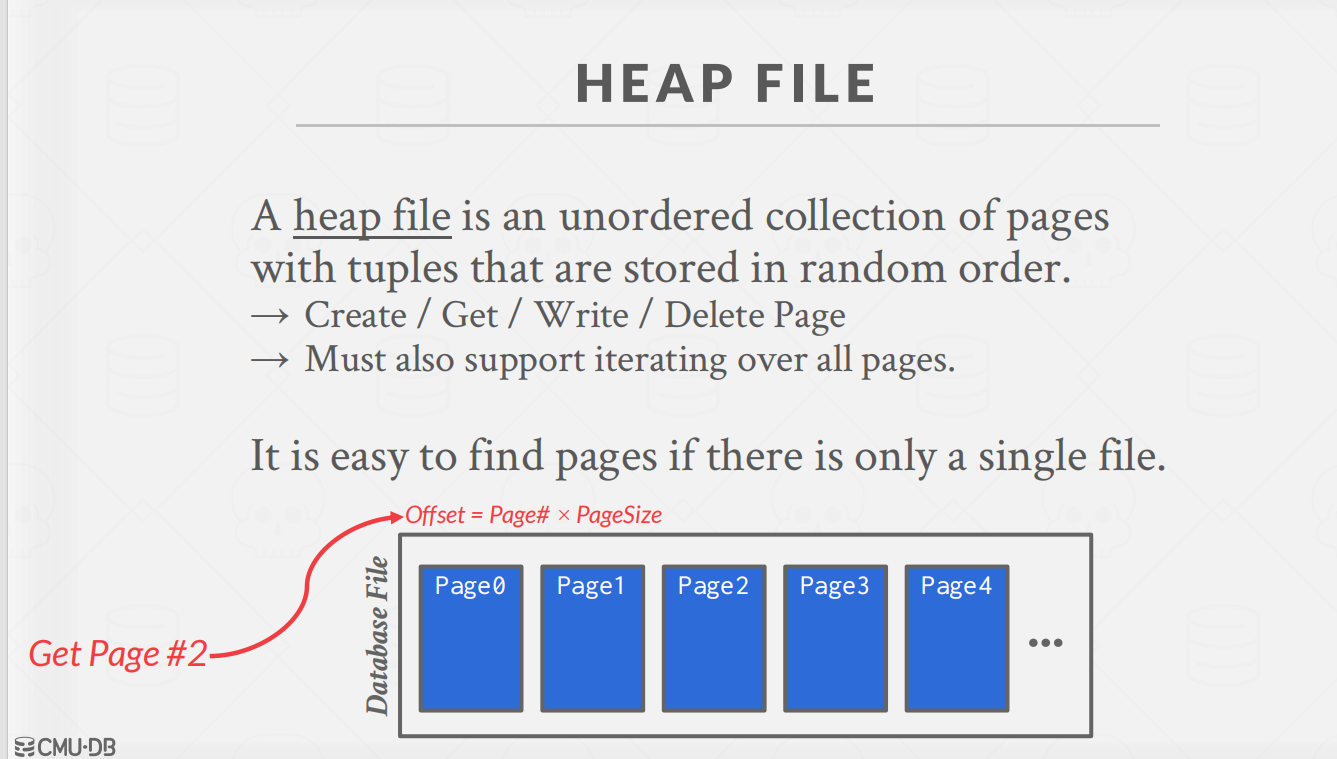 HEAP FILE
A heap file is an unordered collection of pages
with tuples that are stored in random order.
→ Create / Get / Write / Delete Page
→ Must also support iterating over all pages.
It is easy to find pages if there is only a single file.
Offset = Page# × PageSize
Get Page #2
Database File
Page0 Page1 Page2 Page3 Page4 •••
CMU·DB